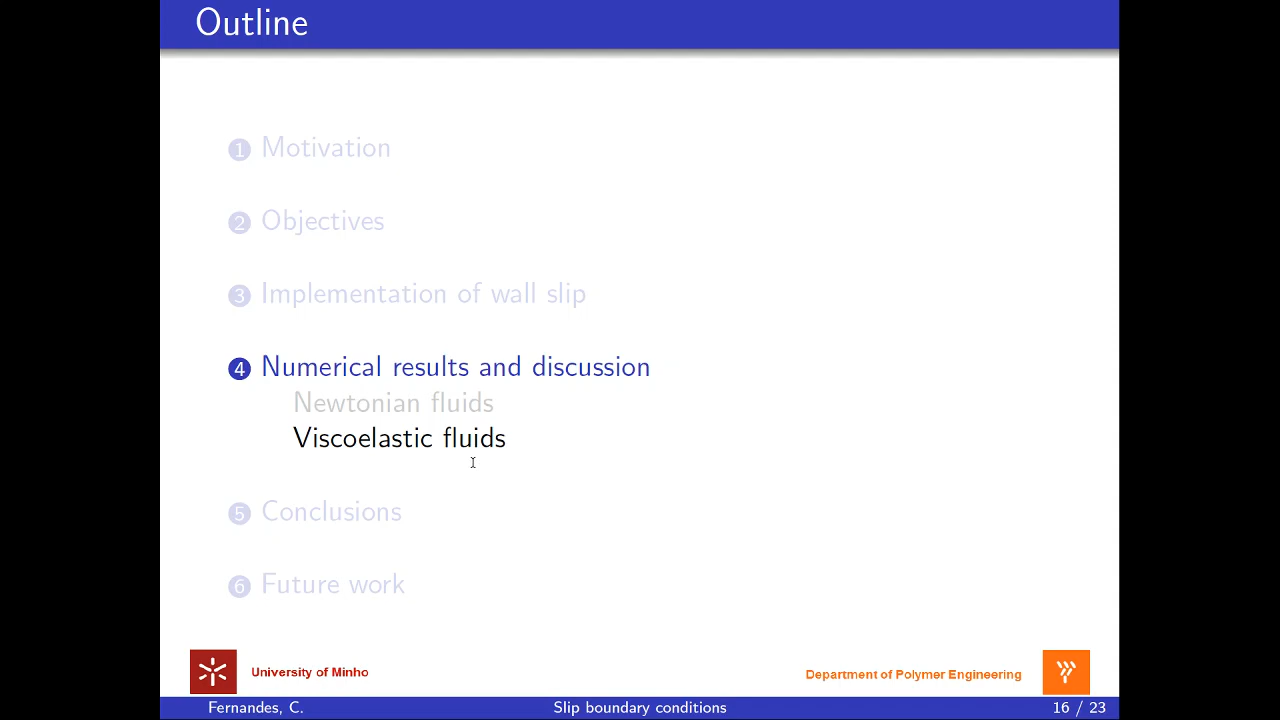 Outline
1 Motivation
2 Objectives
3 Implementation of wall slip
4 Numerical results and discussion
Newtonian fluids
Viscoelastic fluids
5 Conclusions
6 Future work
University of Minho
Department of Polymer Engineering
Fernandes, C.
Slip boundary conditions
16 / 23